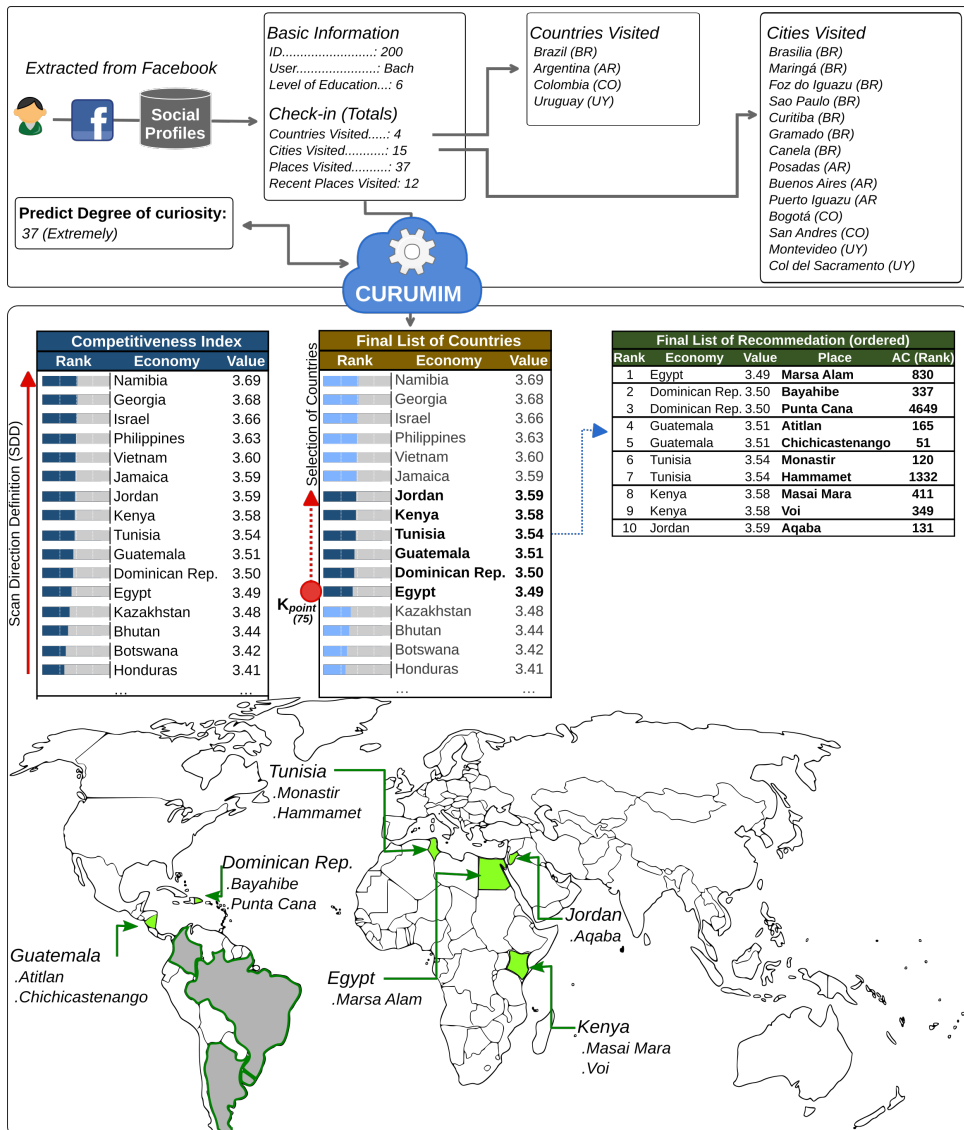 Extracted from Facebook
Social
Profiles
Basic Information
ID......................: 200
User.....................: Bach
Level of Education...: 6
Check-in (Totals)
Countries Visited.....: 4
Cities Visited..........: 15
Places Visited..........: 37
Recent Places Visited: 12
Countries Visited
Brazil (BR)
Argentina (AR)
Colombia (CO)
Uruguay (UY)
Cities Visited
Brasilia (BR)
Maringá (BR)
Foz do Iguazu (BR)
Sao Paulo (BR)
Curitiba (BR)
Gramado (BR)
Canela (BR)
Posadas (AR)
Buenos Aires (AR)
Puerto Iguazu (AR
Bogotá (CO)
San Andres (CO)
Montevideo (UY)
Col del Sacramento (UY)
Predict Degree of curiosity:
37 (Extremely)
CURUMIM
Scan Direction Definition (SDD)
Competitiveness Index
Rank Economy Value
Namibia 3.69
Georgia 3.68
Israel 3.66
Philippines 3.63
Vietnam 3.60
Jamaica 3.59
Jordan 3.59
Kenya 3.58
Tunisia 3.54
Guatemala 3.51
Dominican Rep. 3.50
Egypt 3.49
Kazakhstan 3.48
Bhutan 3.44
Botswana 3.42
Honduras 3.41
... ...
Selection of Countries
Kpoint
(75)
Final List of Countries
Rank Economy Value
Namibia 3.69
Georgia 3.68
Israel 3.66
Philippines 3.63
Vietnam 3.60
Jamaica 3.59
Jordan 3.59
Kenya 3.58
Tunisia 3.54
Guatemala 3.51
Dominican Rep. 3.50
Egypt 3.49
Kazakhstan 3.48
Bhutan 3.44
Botswana 3.42
Honduras 3.41
... ...
Final List of Recommedation (ordered)
Rank Economy Value Place AC (Rank)
1 Egypt 3.49 Marsa Alam 830
2 Dominican Rep. 3.50 Bayahibe 337
3 Dominican Rep. 3.50 Punta Cana 4649
4 Guatemala 3.51 Atitlan 165
5 Guatemala 3.51 Chichicastenango 51
6 Tunisia 3.54 Monastir 120
7 Tunisia 3.54 Hammamet 1332
8 Kenya 3.58 Masai Mara 411
9 Kenya 3.58 Voi 349
10 Jordan 3.59 Aqaba 131
Tunisia
.Monastir
.Hammamet
Dominican Rep.
.Bayahibe
.Punta Cana
Guatemala
.Atitlan
.Chichicastenango
Egypt
.Marsa Alam
Jordan
.Aqaba
Kenya
.Masai Mara
.Voi